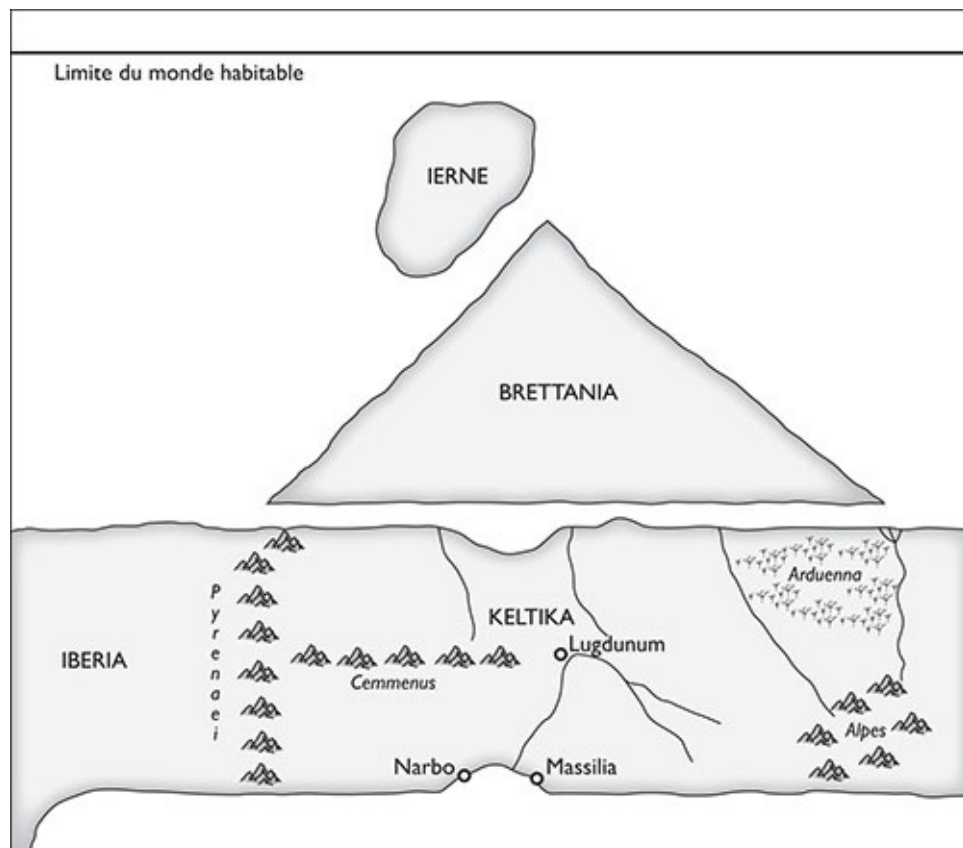 Limite du monde habitable
IERNE
BRETTANIA
Arduenna
Pyrenaei
KELTIKA
IBERIA
Lugdunum
Cemmenus
Alpes
Narbo
Massilia